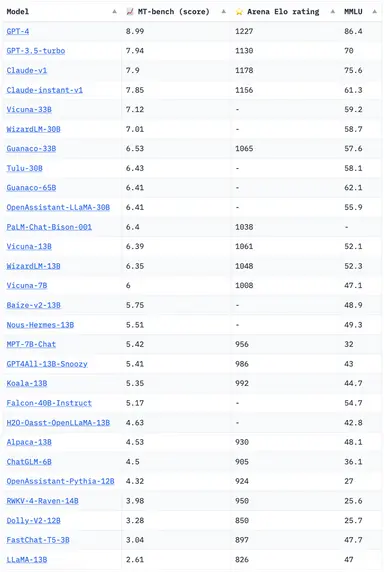 Model ▲ 📈 MT-bench (score) ▲ ⭐ Arena Elo rating ▲ MMLU ▲
GPT-4 8.99 1227 86.4
GPT-3.5-turbo 7.94 1130 70
Claude-v1 7.9 1178 75.6
Claude-instant-v1 7.85 1156 61.3
Vicuna-33B 7.12 - 59.2
WizardLM-30B 7.01 - 58.7
Guanaco-33B 6.53 1065 57.6
Tulu-30B 6.43 - 58.1
Guanaco-65B 6.41 - 62.1
OpenAssistant-LLaMA-30B 6.41 - 55.9
PaLM-Chat-Bison-001 6.4 1038 -
Vicuna-13B 6.39 1061 52.1
WizardLM-13B 6.35 1048 52.3
Vicuna-7B 6 1008 47.1
Baize-v2-13B 5.75 - 48.9
Nous-Hermes-13B 5.51 - 49.3
MPT-7B-Chat 5.42 956 32
GPT4All-13B-Snoozy 5.41 986 43
Koala-13B 5.35 992 44.7
Falcon-40B-Instruct 5.17 - 54.7
H2O-Oasst-OpenLLaMA-13B 4.63 - 42.8
Alpaca-13B 4.53 930 48.1
ChatGLM-6B 4.5 905 36.1
OpenAssistant-Pythia-12B 4.32 924 27
RWKV-4-Raven-14B 3.98 950 25.6
Dolly-V2-12B 3.28 850 25.7
FastChat-T5-3B 3.04 897 47.7
LLaMA-13B 2.61 826 47